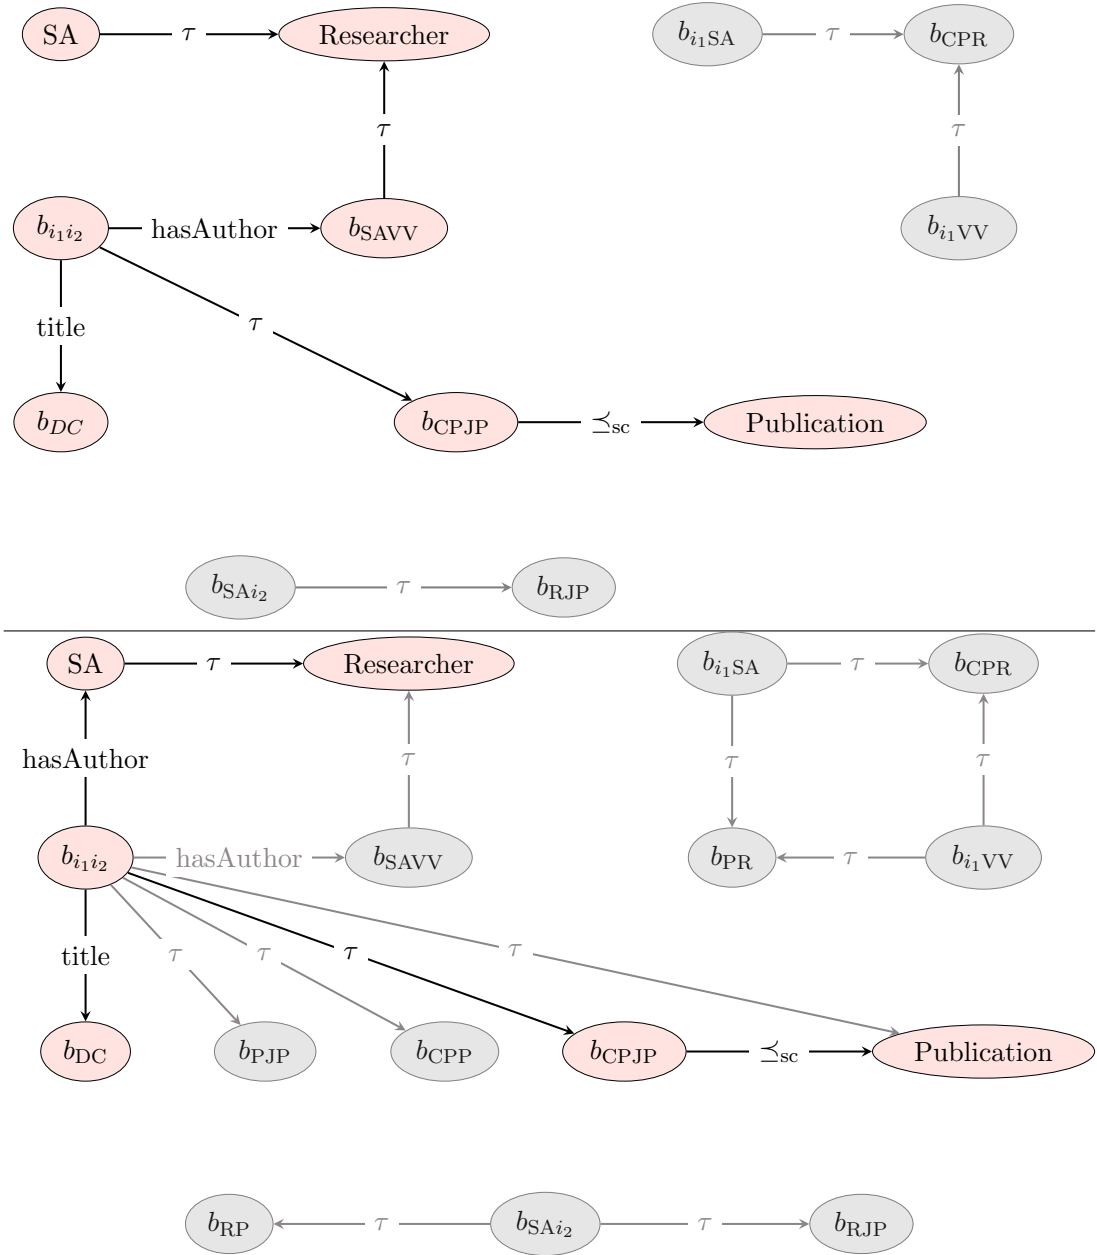 SA τ Researcher b_{i₁SA} τ b_{CPR}
τ τ
b_{i₁i₂} hasAuthor b_{SAVV} b_{i₁VV}
title τ
b_{DC} b_{CPJP} ⪯_{sc} Publication
b_{SAi₂} τ b_{RJP}
SA τ Researcher b_{i₁SA} τ b_{CPR}
hasAuthor τ τ τ
b_{i₁i₂} hasAuthor b_{SAVV} b_{PR} τ b_{i₁VV}
title τ τ τ τ
b_{DC} b_{PJP} b_{CPP} b_{CPJP} ⪯_{sc} Publication
b_{RP} τ b_{SAi₂} τ b_{RJP}